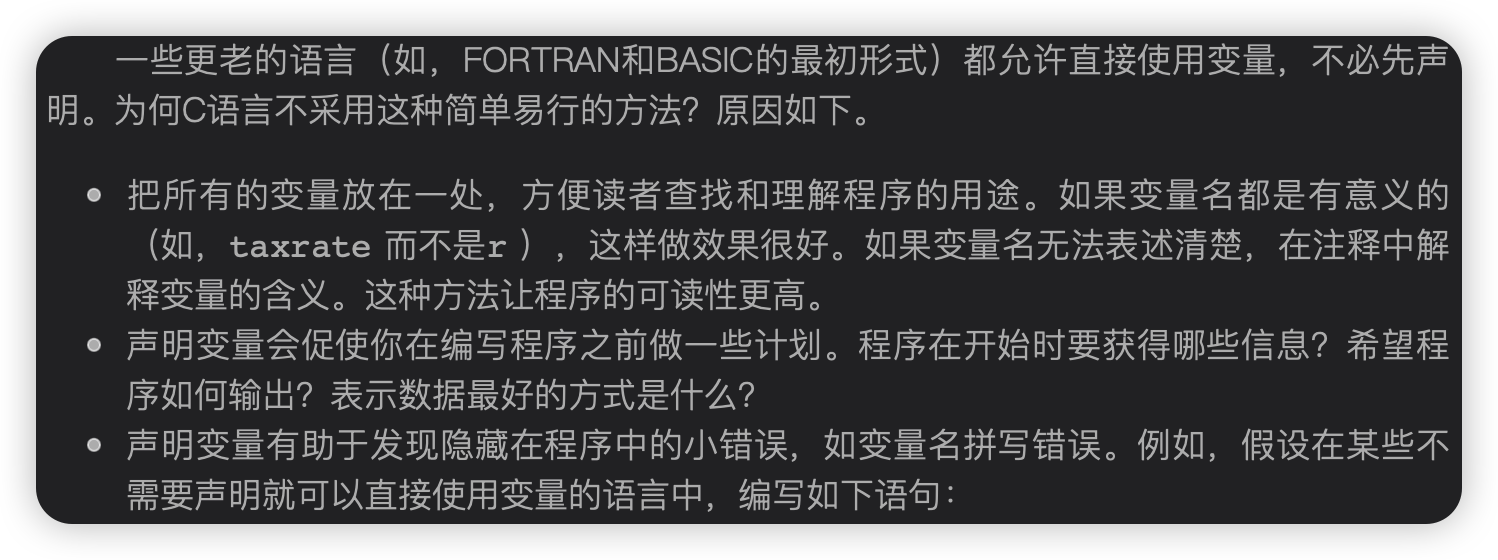 一些更老的语言（如，FORTRAN和BASIC的最初形式）都允许直接使用变量，不必先声
明。为何C语言不采用这种简单易行的方法？原因如下。
• 把所有的变量放在一处，方便读者查找和理解程序的用途。如果变量名都是有意义的
（如，taxrate 而不是r ），这样做效果很好。如果变量名无法表述清楚，在注释中解
释变量的含义。这种方法让程序的可读性更高。
• 声明变量会促使你在编写程序之前做一些计划。程序在开始时要获得哪些信息？希望程
序如何输出？表示数据最好的方式是什么？
• 声明变量有助于发现隐藏在程序中的小错误，如变量名拼写错误。例如，假设在某些不
需要声明就可以直接使用变量的语言中，编写如下语句：